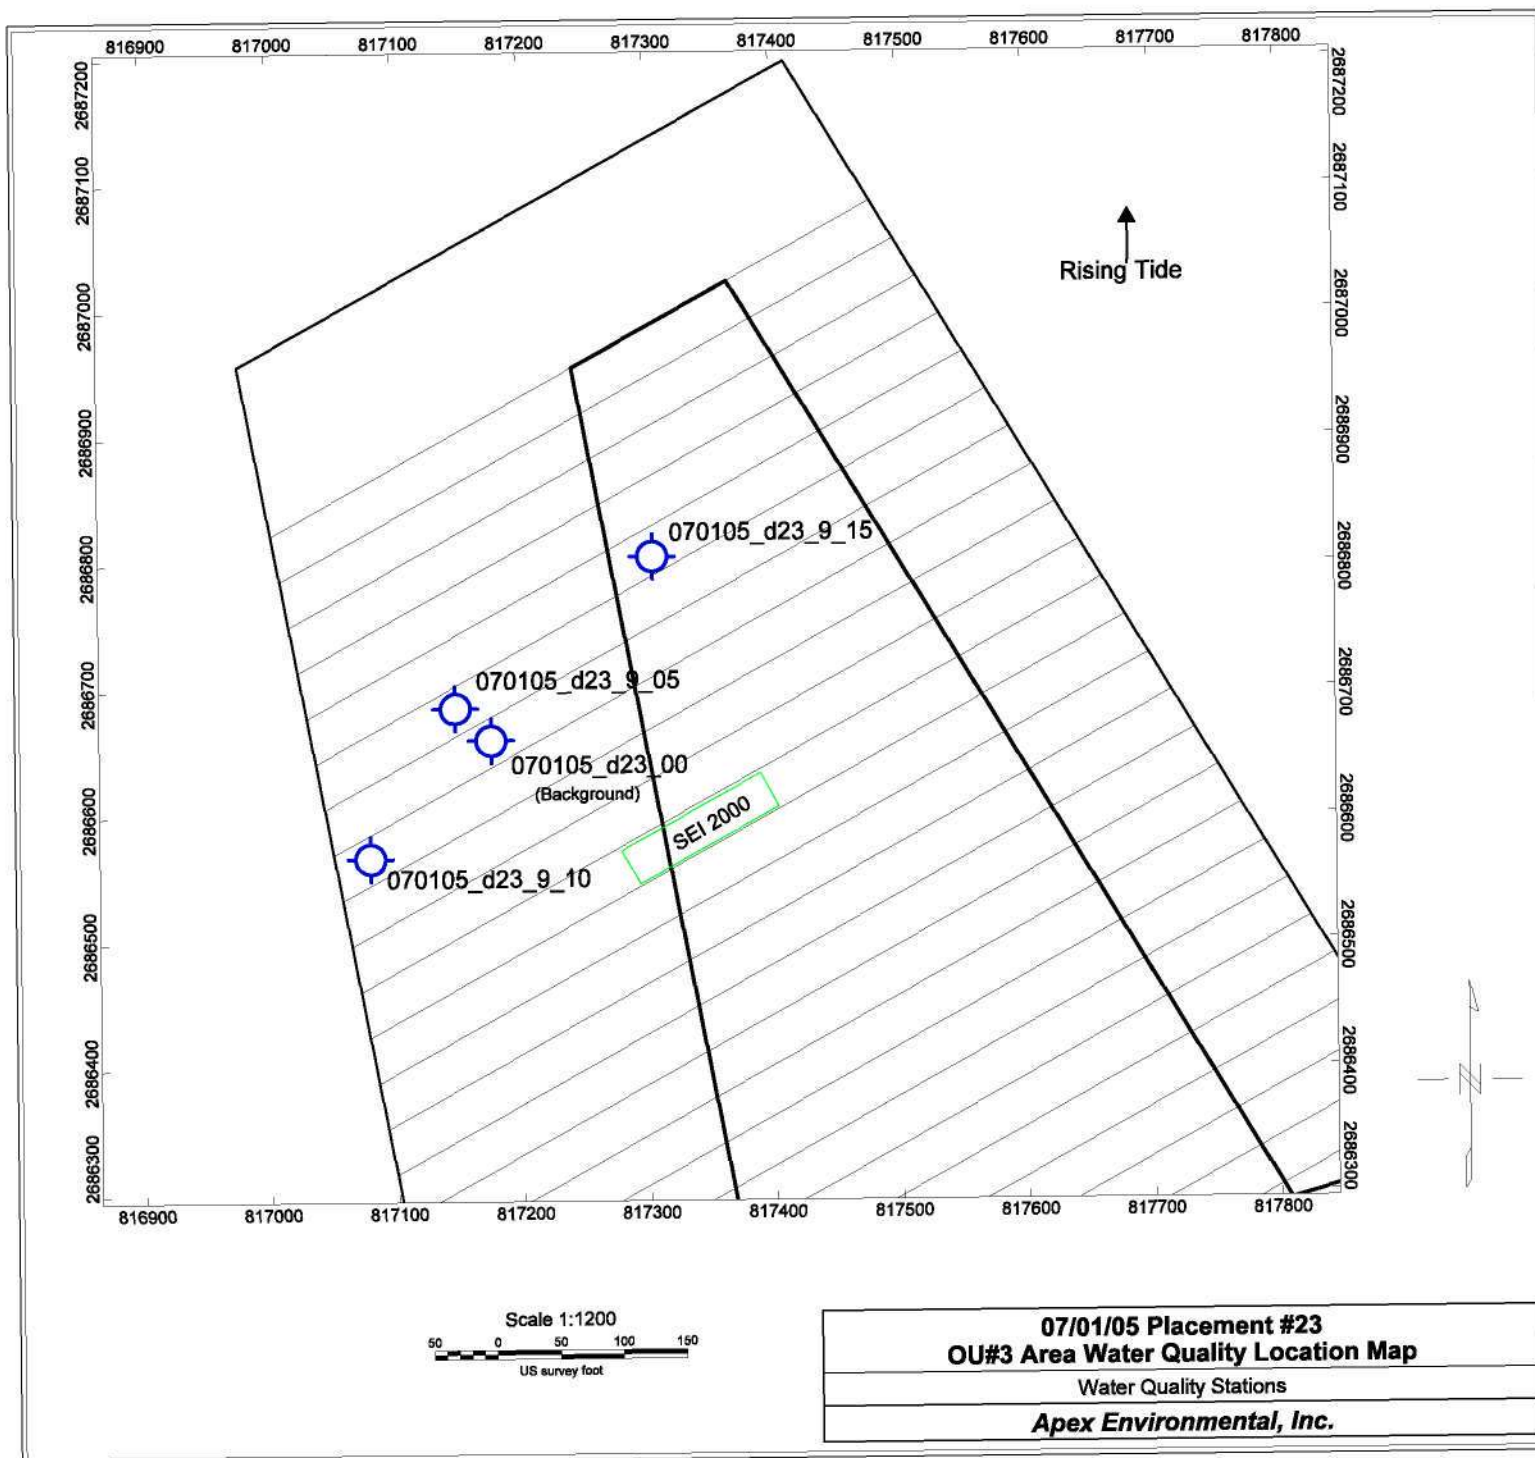 816900 817000 817100 817200 817300 817400 817500 817600 817700 817800
2687200 2687200
2687100 2687100
Rising Tide
2687000 2687000
2686900 2686900
070105_d23_9_15
2686800 2686800
070105_d23_9_05
2686700 2686700
070105_d23_00
(Background)
SEI 2000
2686600 2686600
070105_d23_9_10
2686500 2686500
2686400 2686400
N
2686300 2686300
816900 817000 817100 817200 817300 817400 817500 817600 817700 817800
Scale 1:1200
50 0 50 100 150
US survey foot
07/01/05 Placement #23
OU#3 Area Water Quality Location Map
Water Quality Stations
Apex Environmental, Inc.